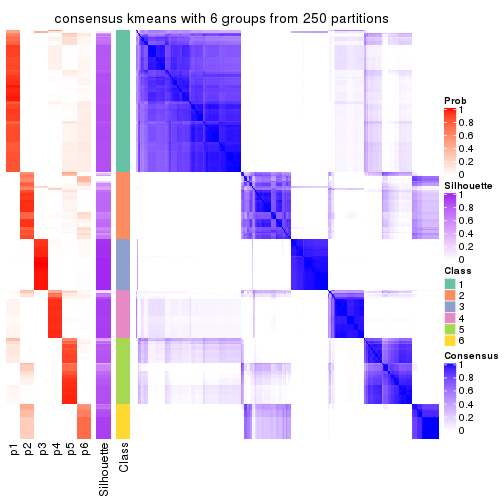 consensus kmeans with 6 groups from 250 partitions
Prob
1
0.8
0.6
0.4
0.2
0
Silhouette
1
0.8
0.6
0.4
0.2
0
Class
1
2
3
4
5
6
Consensus
1
0.8
0.6
0.4
0.2
0
p1
p2
p3
p4
p5
p6
Silhouette
Class